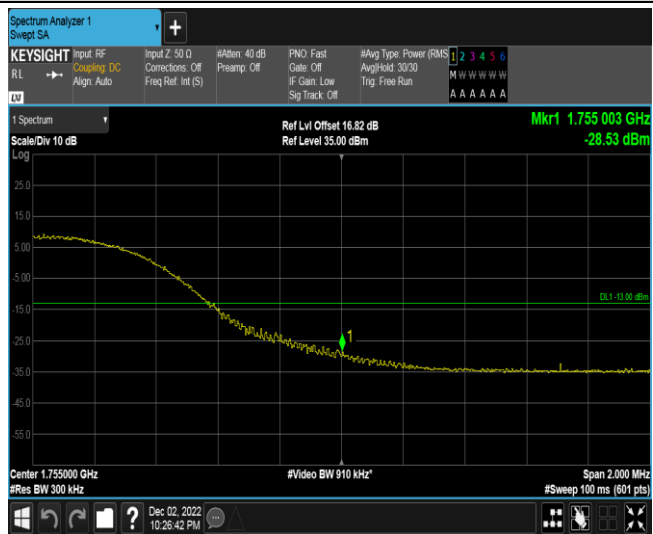 Spectrum Analyzer 1
Swept SA
+
KEYSIGHT
RL
LXI
Input: RF
Coupling: DC
Align: Auto
Input Z: 50 Ω
Corrections: Off
Freq Ref: Int (S)
#Atten: 40 dB
Preamp: Off
PNO: Fast
Gate: Off
IF Gain: Low
Sig Track: Off
#Avg Type: Power (RMS
Avg|Hold: 30/30
Trig: Free Run
1 2 3 4 5 6
M W W W W W
A A A A A A
1 Spectrum
Scale/Div 10 dB
Ref Lvl Offset 16.82 dB
Ref Level 35.00 dBm
Mkr1 1.755 003 GHz
-28.53 dBm
Log
25.0
15.0
5.00
-5.00
DL1 -13.00 dBm
-15.0
1
-25.0
-35.0
-45.0
-55.0
Center 1.755000 GHz
#Video BW 910 kHz*
Span 2.000 MHz
#Res BW 300 kHz
#Sweep 100 ms (601 pts)
?
Dec 02, 2022
10:26:42 PM